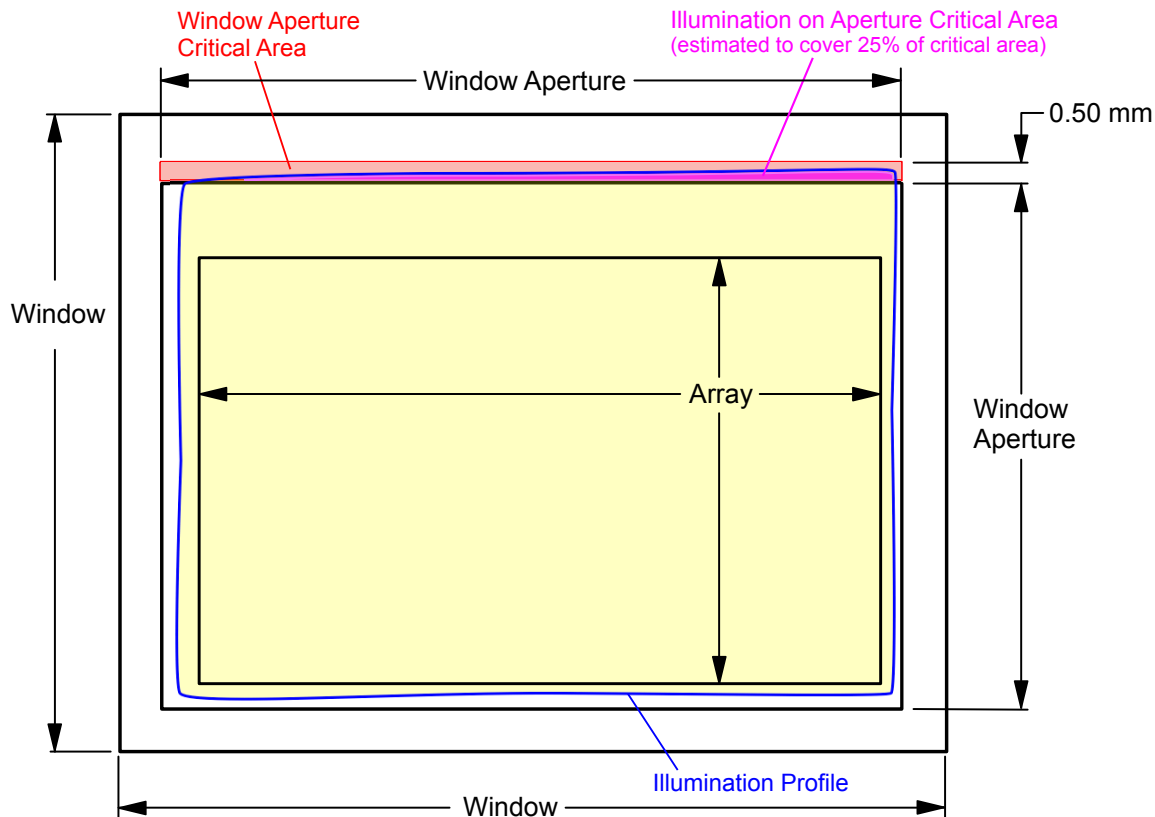 Window Aperture
Critical Area
Illumination on Aperture Critical Area
(estimated to cover 25% of critical area)
Window Aperture
0.50 mm
Window
Array
Window
Aperture
Illumination Profile
Window